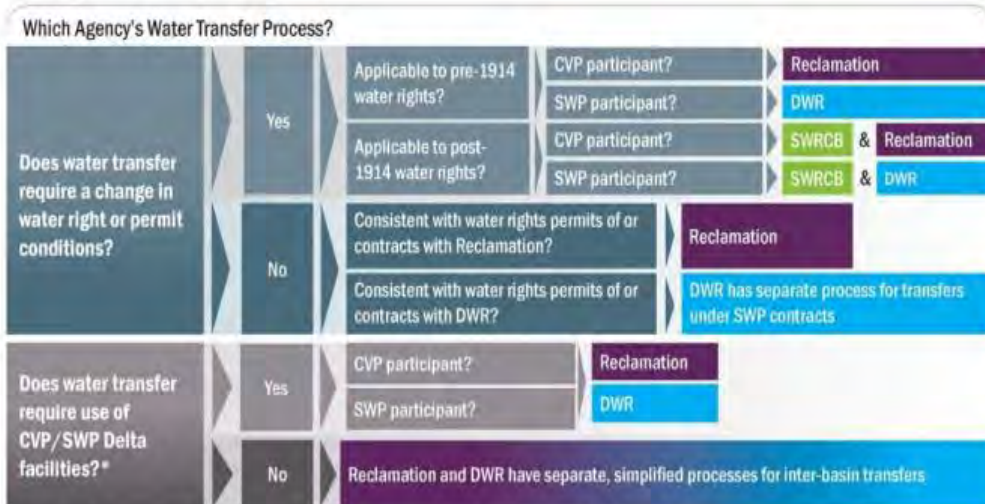 Which Agency's Water Transfer Process?
Does water transfer
require a change in
water right or permit
conditions?
Yes
Applicable to pre-1914
water rights?
CVP participant?
Reclamation
SWP participant?
DWR
Applicable to post-
1914 water rights?
CVP participant?
SWRCB & Reclamation
SWP participant?
SWRCB & DWR
No
Consistent with water rights permits of or
contracts with Reclamation?
Reclamation
Consistent with water rights permits of or
contracts with DWR?
DWR has separate process for transfers
under SWP contracts
Does water transfer
require use of
CVP/SWP Delta
facilities?*
Yes
CVP participant?
Reclamation
SWP participant?
DWR
No
Reclamation and DWR have separate, simplified processes for inter-basin transfers